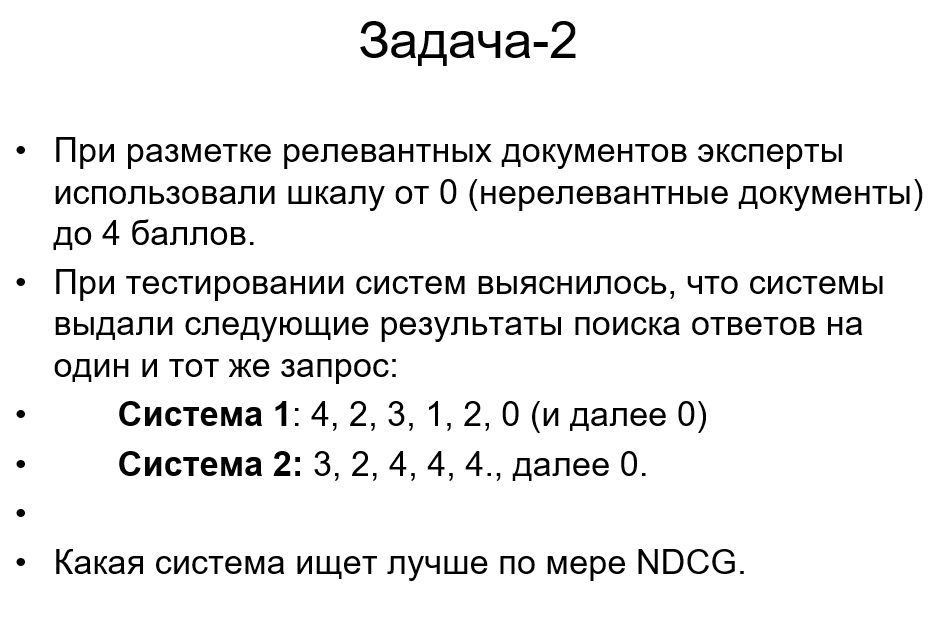 Задача-2
• При разметке релевантных документов эксперты
использовали шкалу от 0 (нерелевантные документы)
до 4 баллов.
• При тестировании систем выяснилось, что системы
выдали следующие результаты поиска ответов на
один и тот же запрос:
• Система 1: 4, 2, 3, 1, 2, 0 (и далее 0)
• Система 2: 3, 2, 4, 4, 4., далее 0.
•
• Какая система ищет лучше по мере NDCG.